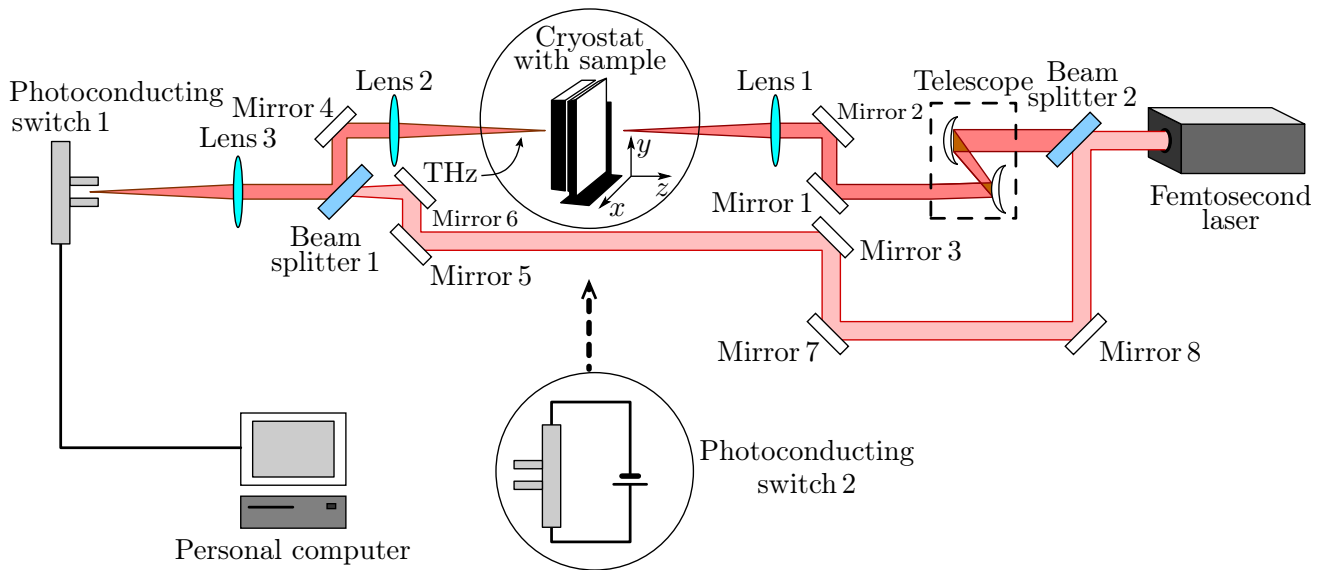 Photoconducting
switch 1
Mirror 4
Lens 2
Lens 3
Cryostat
with sample
Lens 1
Mirror 2
Telescope
Beam
splitter 2
THz
y
z
x
Mirror 1
Femtosecond
laser
Beam
splitter 1
Mirror 6
Mirror 5
Mirror 3
Mirror 7
Mirror 8
Photoconducting
switch 2
Personal computer